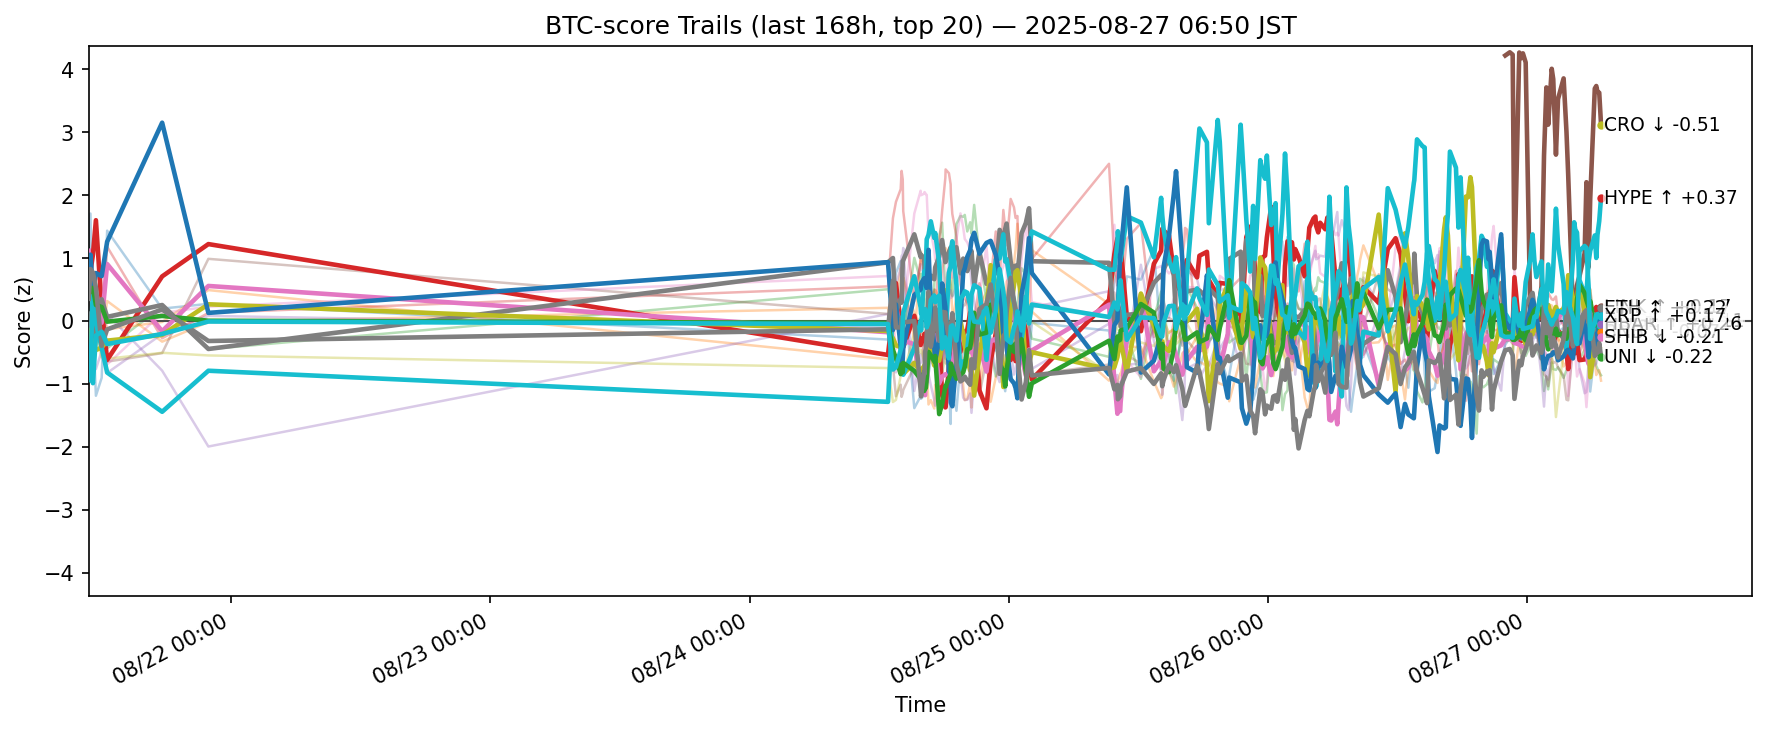 BTC-score Trails (last 168h, top 20) — 2025-08-27 06:50 JST
Score (z)
4
3
2
1
0
−1
−2
−3
−4
CRO ↓ -0.51
HYPE ↑ +0.37
ETH ↑
XRP ↑ +0.17
SHIB ↓ -0.21
UNI ↓ -0.22
08/22 00:00
08/23 00:00
08/24 00:00
08/25 00:00
08/26 00:00
08/27 00:00
Time